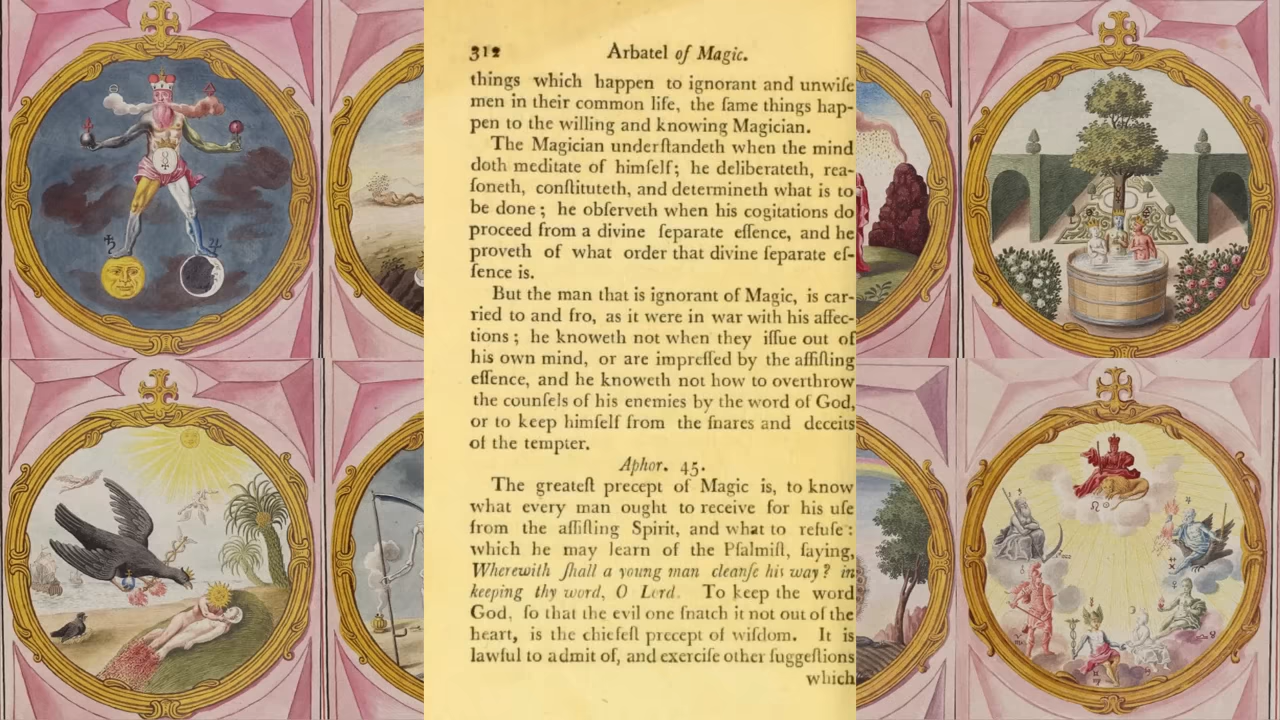 312 Arbatel of Magic.
things which happen to ignorant and unwiſe
men in their common life, the ſame things hap-
pen to the willing and knowing Magician.
The Magician underſtandeth when the mind
doth meditate of himſelf; he deliberateth, rea-
ſoneth, conſtituteth, and determineth what is to
be done; he obſerveth when his cogitations do
proceed from a divine ſeparate eſſence, and he
proveth of what order that divine ſeparate eſ-
ſence is.
But the man that is ignorant of Magic, is car-
ried to and fro, as it were in war with his affec-
tions; he knoweth not when they iſſue out of
his own mind, or are impreſſed by the aſſiſting
eſſence, and he knoweth not how to overthrow
the counſels of his enemies by the word of God,
or to keep himſelf from the ſnares and deceits
of the tempter.
Aphor. 45.
The greateſt precept of Magic is, to know
what every man ought to receive for his uſe
from the aſſiſting Spirit, and what to refuſe:
which he may learn of the Pſalmiſt, ſaying,
Wherewith ſhall a young man cleanſe his way? in
keeping thy word, O Lord. To keep the word
God, ſo that the evil one ſnatch it not out of the
heart, is the chiefeſt precept of wiſdom. It is
lawful to admit of, and exerciſe other ſuggeſtions
which